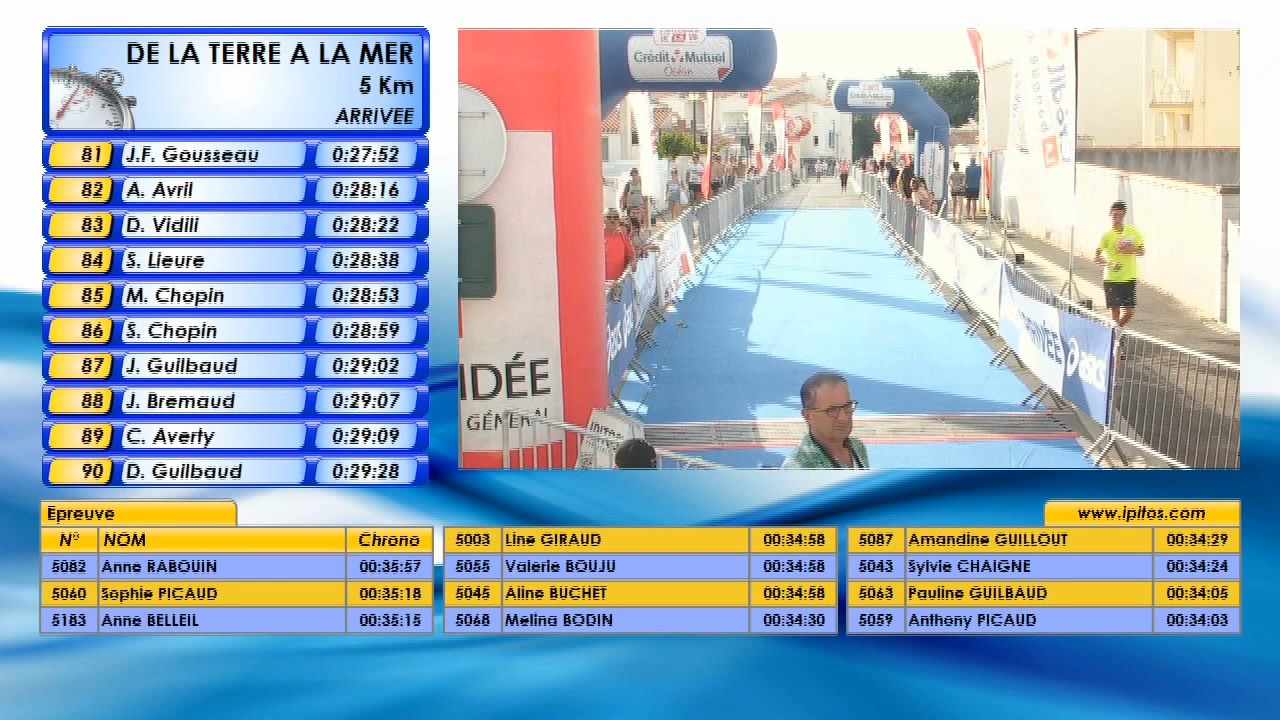 DE LA TERRE A LA MER
5 Km
ARRIVEE
81 J.F. Gousseau 0:27:52
82 A. Avril 0:28:16
83 D. Vidili 0:28:22
84 S. Lieure 0:28:38
85 M. Chopin 0:28:53
86 S. Chopin 0:28:59
87 J. Guilbaud 0:29:02
88 J. Bremaud 0:29:07
89 C. Averty 0:29:09
90 D. Guilbaud 0:29:28
Crédit Mutuel
Océan
IDÉE
GÉNÉRAL
asics
Epreuve
www.ipitos.com
N° NOM Chrono
5082 Anne RABOUIN 00:35:57
5060 Sophie PICAUD 00:35:18
5183 Anne BELLEIL 00:35:15
5003 Line GIRAUD 00:34:58
5055 Valerie BOUJU 00:34:58
5045 Aline BUCHET 00:34:58
5068 Melina BODIN 00:34:30
5087 Amandine GUILLOUT 00:34:29
5043 Sylvie CHAIGNE 00:34:24
5063 Pauline GUILBAUD 00:34:05
5059 Anthony PICAUD 00:34:03